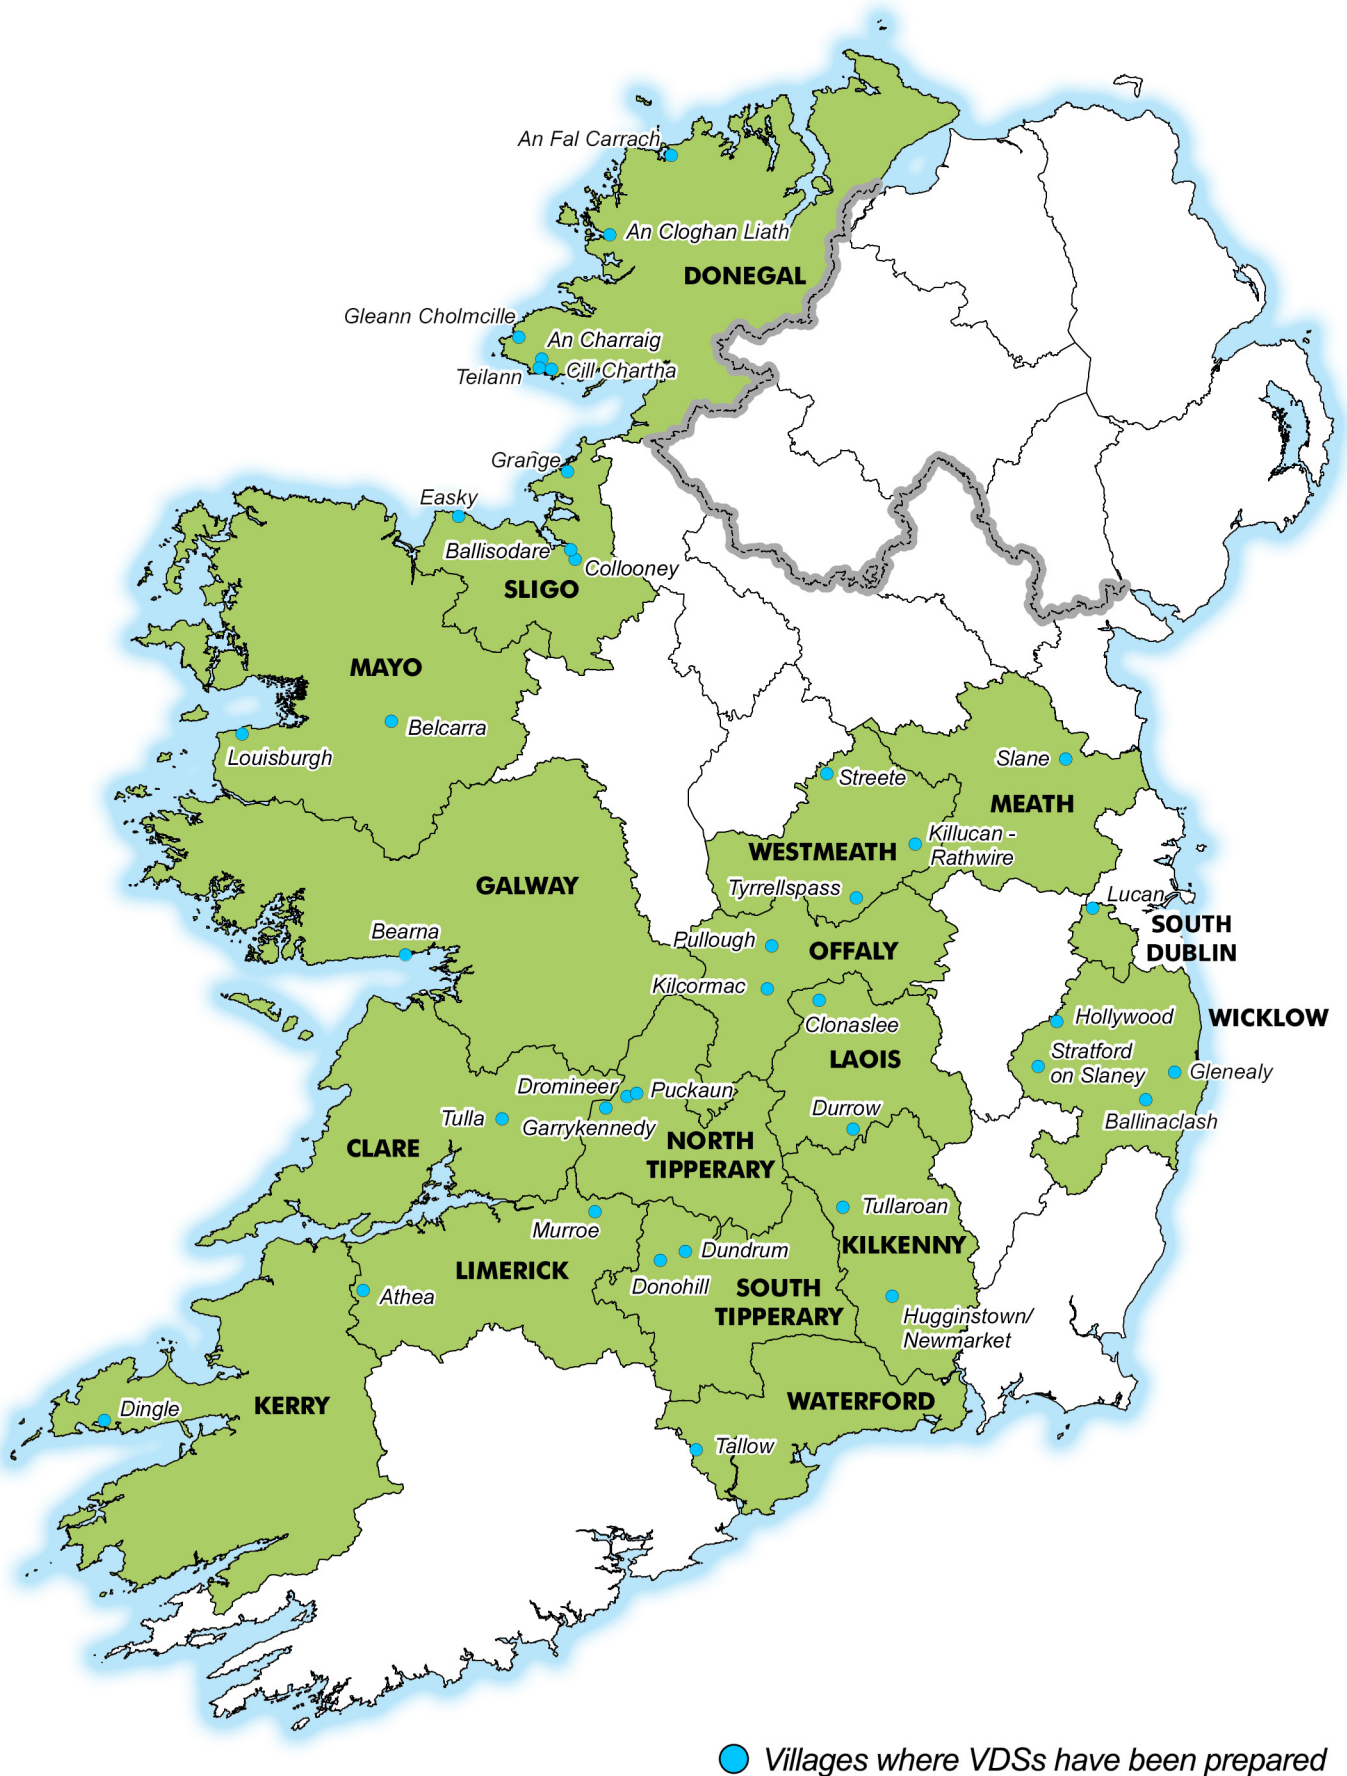 An Fal Carrach
An Cloghan Liath
DONEGAL
Gleann Cholmcille
An Charraig
Cill Chartha
Teilann
Grange
Easky
Ballisodare
Collooney
SLIGO
MAYO
Belcarra
Louisburgh
Slane
Streete
MEATH
Killucan -
Rathwire
WESTMEATH
GALWAY
Tyrrellspass
Lucan
SOUTH
DUBLIN
Bearna
Pullough
OFFALY
Kilcormac
Clonaslee
Hollywood
WICKLOW
LAOIS
Stratford
on Slaney
Glenealy
Dromineer
Puckaun
Durrow
Ballinaclash
Tulla
Garrykennedy
CLARE
NORTH
TIPPERARY
Tullaroan
Murroe
KILKENNY
Dundrum
LIMERICK
Donohill
SOUTH
TIPPERARY
Athea
Hugginstown/
Newmarket
KERRY
Dingle
WATERFORD
Tallow
Villages where VDSs have been prepared